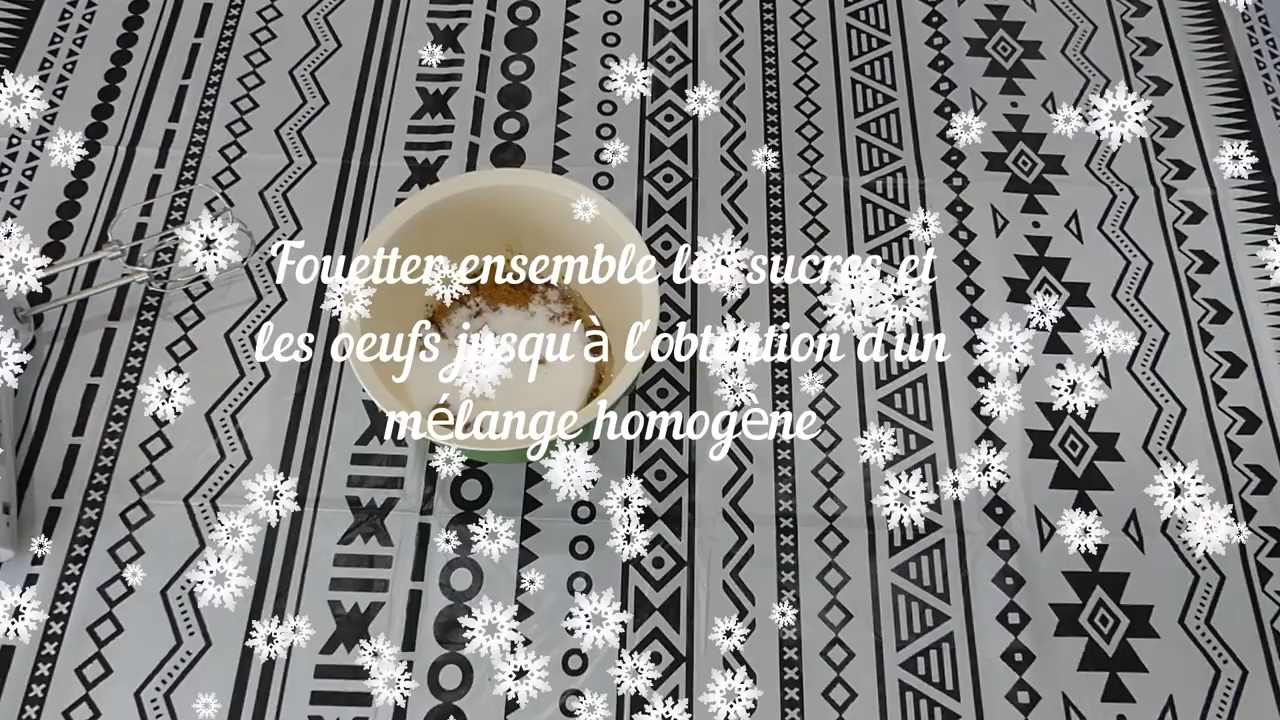 Fouetter ensemble les sucres et
les oeufs jusqu'à l'obtention d'un
mélange homogène